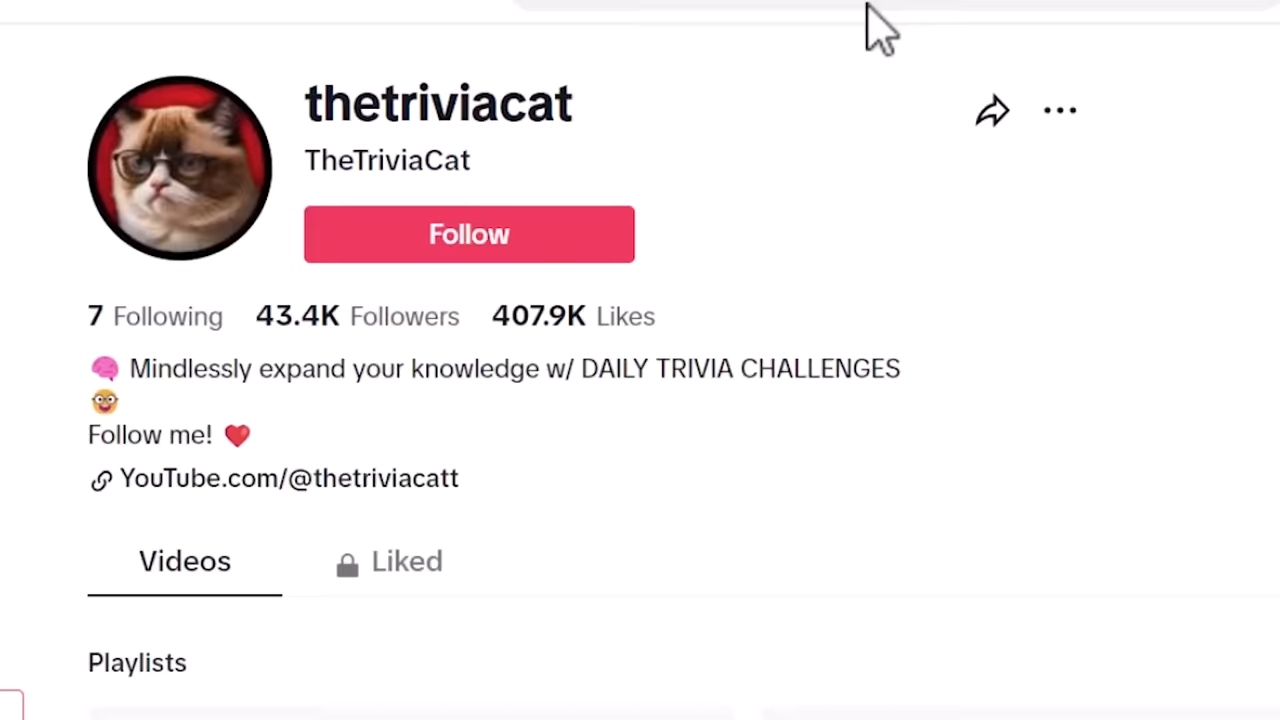 thetriviacat
TheTriviaCat
Follow
7 Following 43.4K Followers 407.9K Likes
🧠 Mindlessly expand your knowledge w/ DAILY TRIVIA CHALLENGES
🤓
Follow me! ❤️
YouTube.com/@thetriviacatt
Videos Liked
Playlists